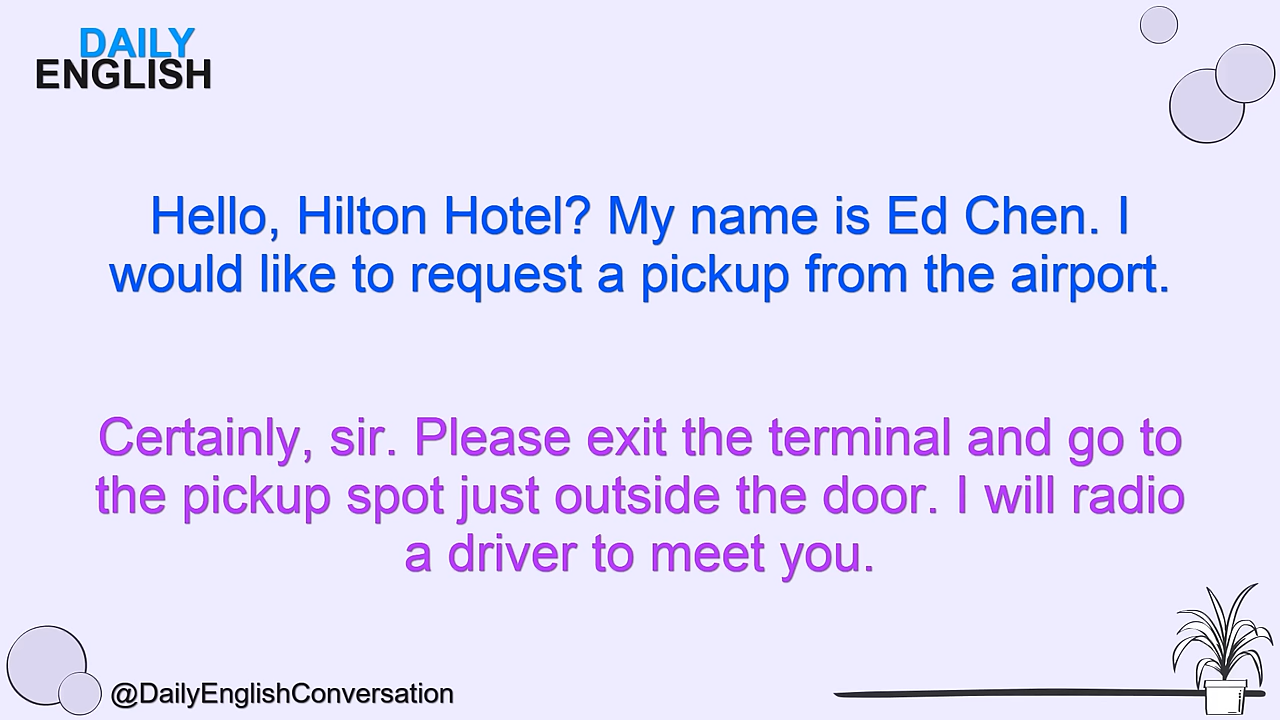 DAILY
ENGLISH
Hello, Hilton Hotel? My name is Ed Chen. I
would like to request a pickup from the airport.
Certainly, sir. Please exit the terminal and go to
the pickup spot just outside the door. I will radio
a driver to meet you.
@DailyEnglishConversation